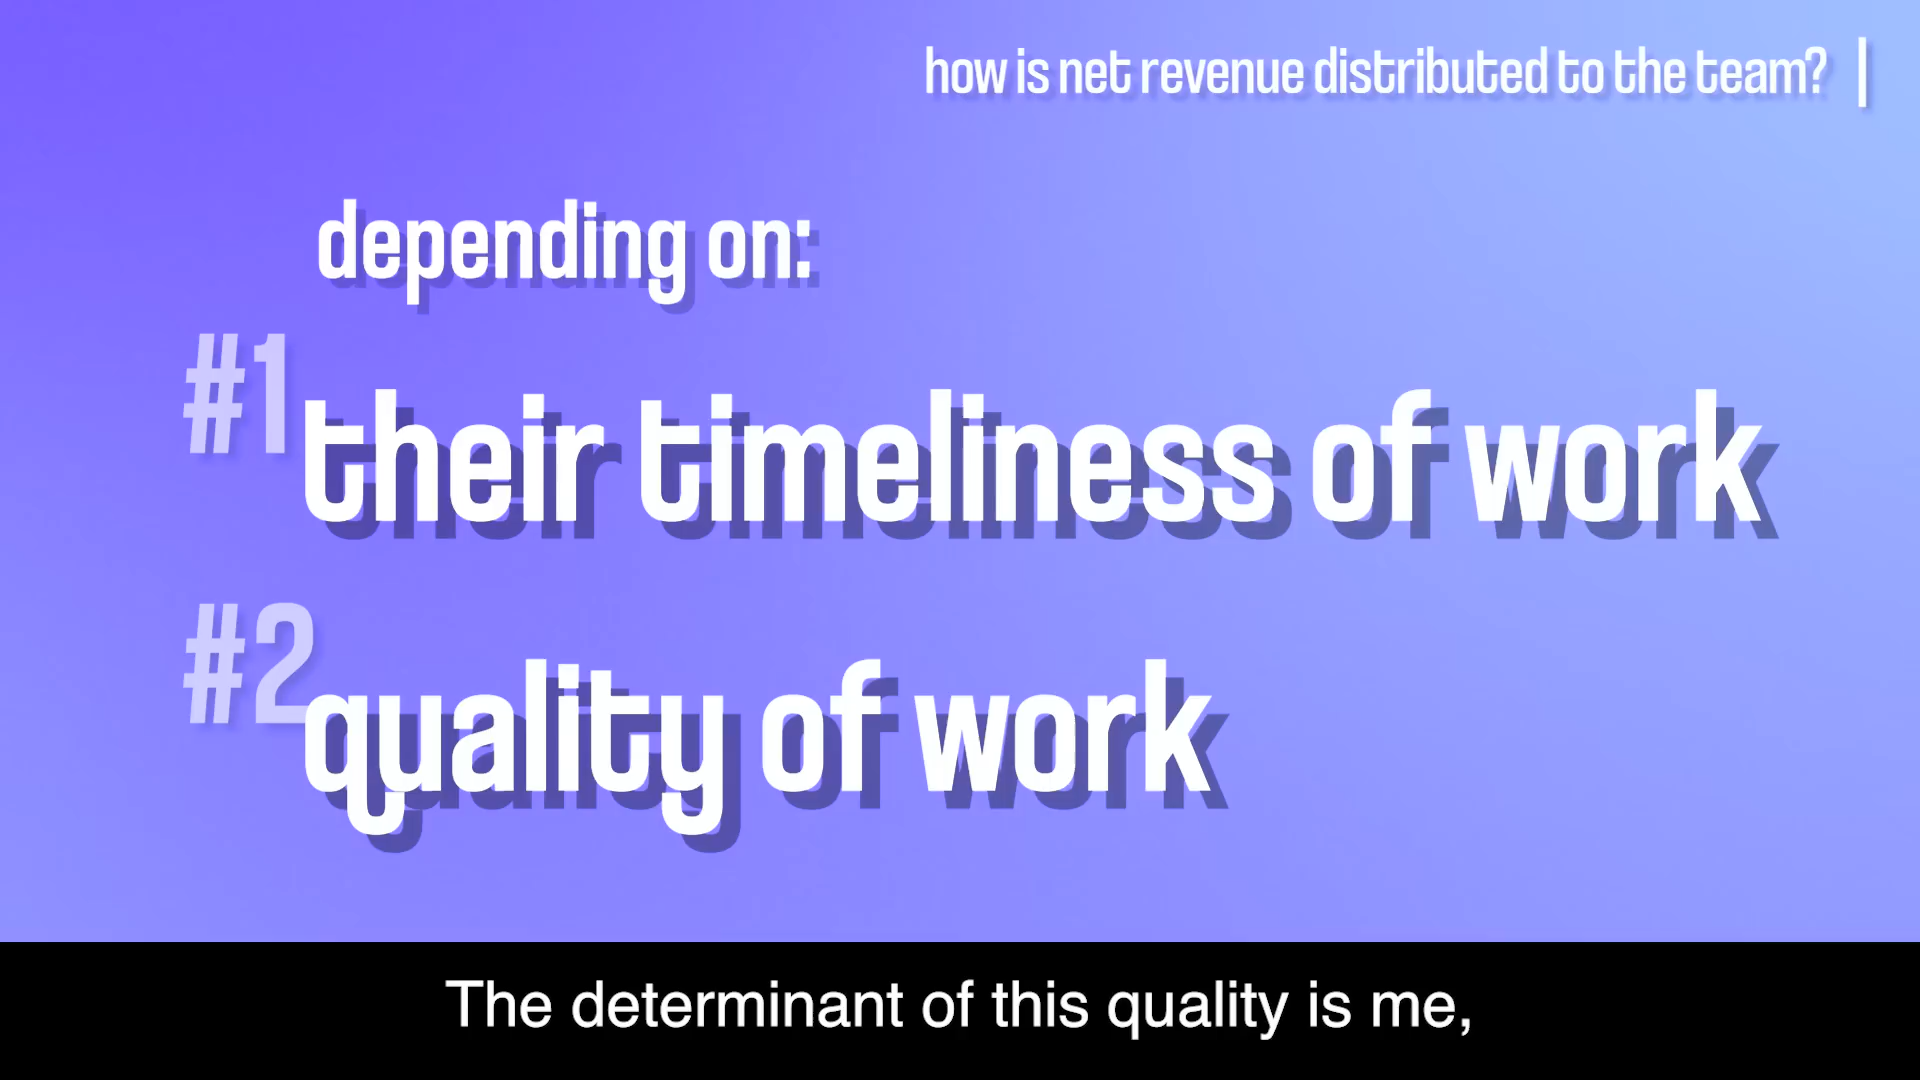 how is net revenue distributed to the team?
depending on:
#1 their timeliness of work
#2 quality of work
The determinant of this quality is me,